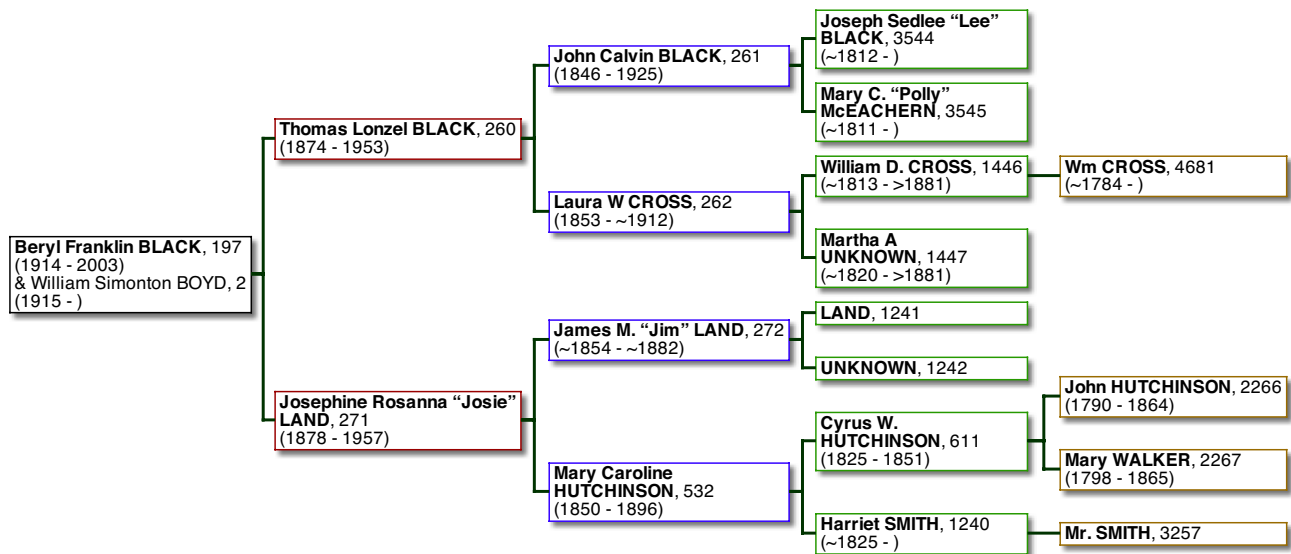 Joseph Sedlee “Lee”
BLACK, 3544
(~1812 - )
John Calvin BLACK, 261
(1846 - 1925)
Mary C. “Polly”
McEACHERN, 3545
(~1811 - )
Thomas Lonzel BLACK, 260
(1874 - 1953)
William D. CROSS, 1446
(~1813 - >1881)
Wm CROSS, 4681
(~1784 - )
Laura W CROSS, 262
(1853 - ~1912)
Martha A
UNKNOWN, 1447
(~1820 - >1881)
Beryl Franklin BLACK, 197
(1914 - 2003)
& William Simonton BOYD, 2
(1915 - )
LAND, 1241
James M. “Jim” LAND, 272
(~1854 - ~1882)
UNKNOWN, 1242
Josephine Rosanna “Josie”
LAND, 271
(1878 - 1957)
John HUTCHINSON, 2266
(1790 - 1864)
Cyrus W.
HUTCHINSON, 611
(1825 - 1851)
Mary WALKER, 2267
(1798 - 1865)
Mary Caroline
HUTCHINSON, 532
(1850 - 1896)
Harriet SMITH, 1240
(~1825 - )
Mr. SMITH, 3257